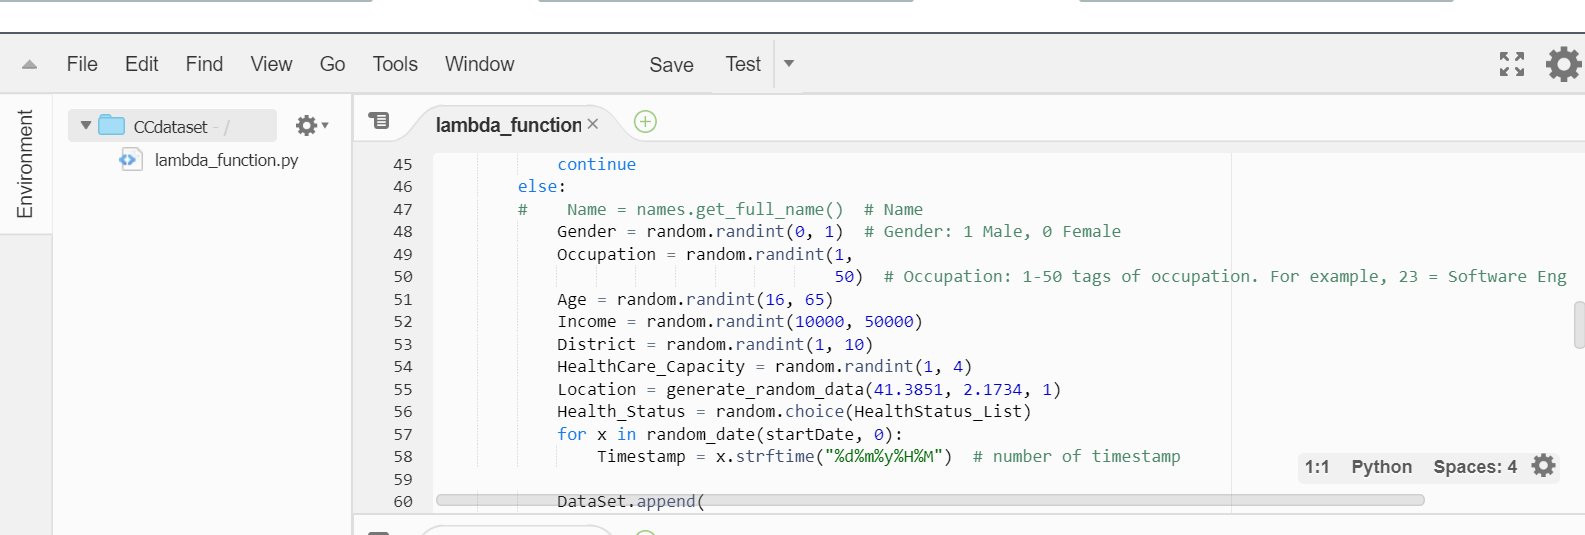 File Edit Find View Go Tools Window Save Test
Environment
CCdataset - /
lambda_function.py
lambda_function ×
45 continue
46 else:
47 #    Name = names.get_full_name()  # Name
48 Gender = random.randint(0, 1)  # Gender: 1 Male, 0 Female
49 Occupation = random.randint(1,
50 50)  # Occupation: 1-50 tags of occupation. For example, 23 = Software Eng
51 Age = random.randint(16, 65)
52 Income = random.randint(10000, 50000)
53 District = random.randint(1, 10)
54 HealthCare_Capacity = random.randint(1, 4)
55 Location = generate_random_data(41.3851, 2.1734, 1)
56 Health_Status = random.choice(HealthStatus_List)
57 for x in random_date(startDate, 0):
58 Timestamp = x.strftime("%d%m%y%H%M")  # number of timestamp
59
60 DataSet.append(
1:1 Python Spaces: 4